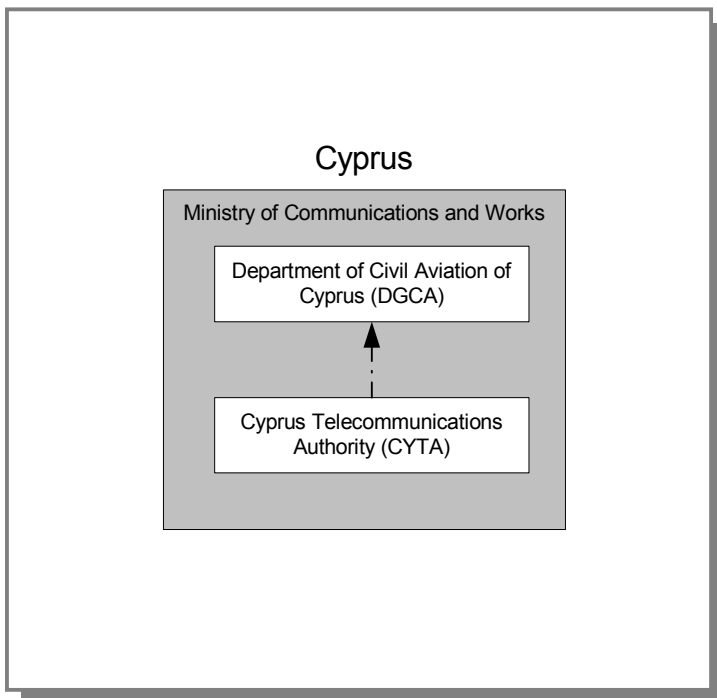 Cyprus
Ministry of Communications and Works
Department of Civil Aviation of
Cyprus (DGCA)
Cyprus Telecommunications
Authority (CYTA)